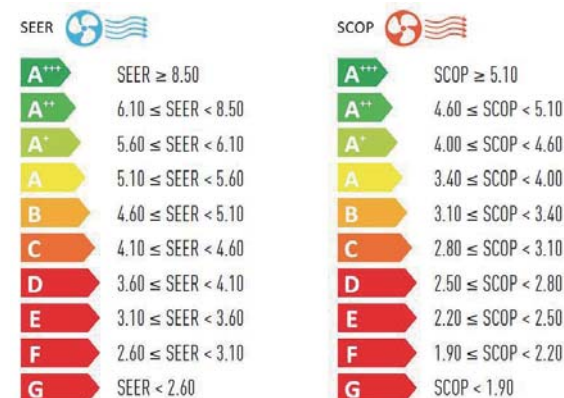 SEER
A+++ SEER ≥ 8.50
A++ 6.10 ≤ SEER < 8.50
A+ 5.60 ≤ SEER < 6.10
A 5.10 ≤ SEER < 5.60
B 4.60 ≤ SEER < 5.10
C 4.10 ≤ SEER < 4.60
D 3.60 ≤ SEER < 4.10
E 3.10 ≤ SEER < 3.60
F 2.60 ≤ SEER < 3.10
G SEER < 2.60
SCOP
A+++ SCOP ≥ 5.10
A++ 4.60 ≤ SCOP < 5.10
A+ 4.00 ≤ SCOP < 4.60
A 3.40 ≤ SCOP < 4.00
B 3.10 ≤ SCOP < 3.40
C 2.80 ≤ SCOP < 3.10
D 2.50 ≤ SCOP < 2.80
E 2.20 ≤ SCOP < 2.50
F 1.90 ≤ SCOP < 2.20
G SCOP < 1.90